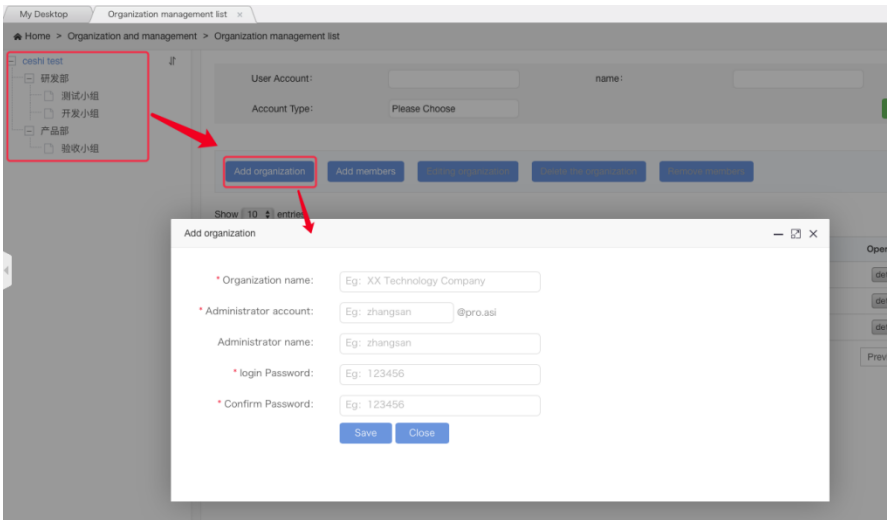 My Desktop Organization management list ×
Home > Organization and management > Organization management list
ceshi test
研发部
测试小组
开发小组
产品部
验收小组
User Account: name:
Account Type: Please Choose
Add organization Add members Editing organization Delete the organization Remove members
Show 10 entries
Add organization
Oper
* Organization name: Eg: XX Technology Company
det
* Administrator account: Eg: zhangsan @pro.asi
det
Administrator name: Eg: zhangsan
det
Prev
* login Password: Eg: 123456
* Confirm Password: Eg: 123456
Save Close